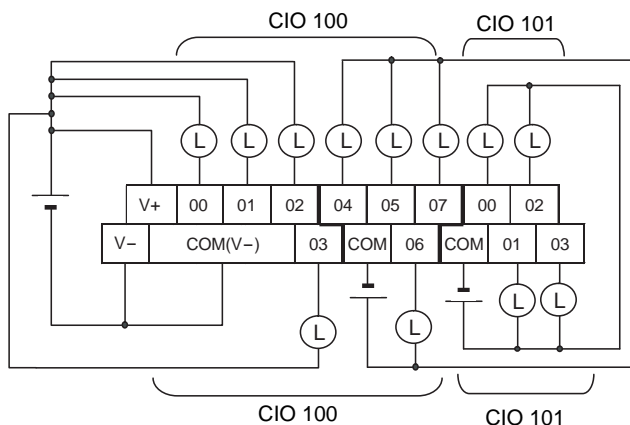 CIO 100 CIO 101
L L L L L L L L
V+ 00 01 02 04 05 07 00 02
V− COM(V−) 03 COM 06 COM 01 03
L L L L
CIO 100 CIO 101